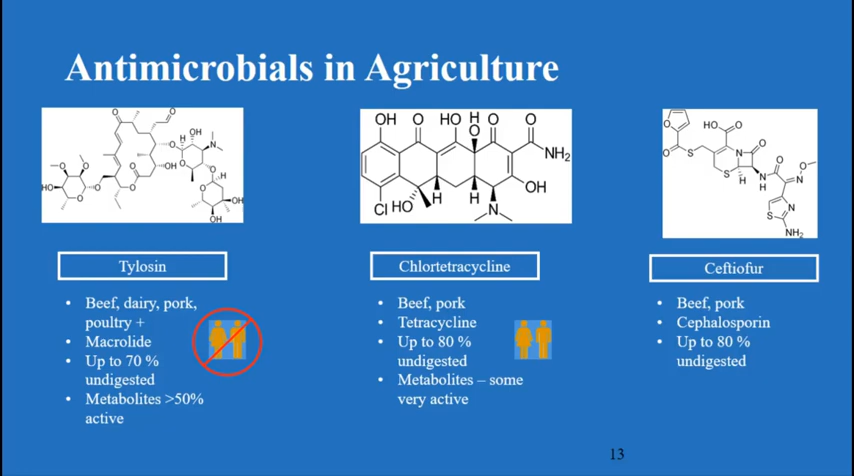 Antimicrobials in Agriculture
Tylosin
• Beef, dairy, pork,
poultry +
• Macrolide
• Up to 70 %
undigested
• Metabolites >50%
active
Chlortetracycline
• Beef, pork
• Tetracycline
• Up to 80 %
undigested
• Metabolites – some
very active
Ceftiofur
• Beef, pork
• Cephalosporin
• Up to 80 %
undigested
13